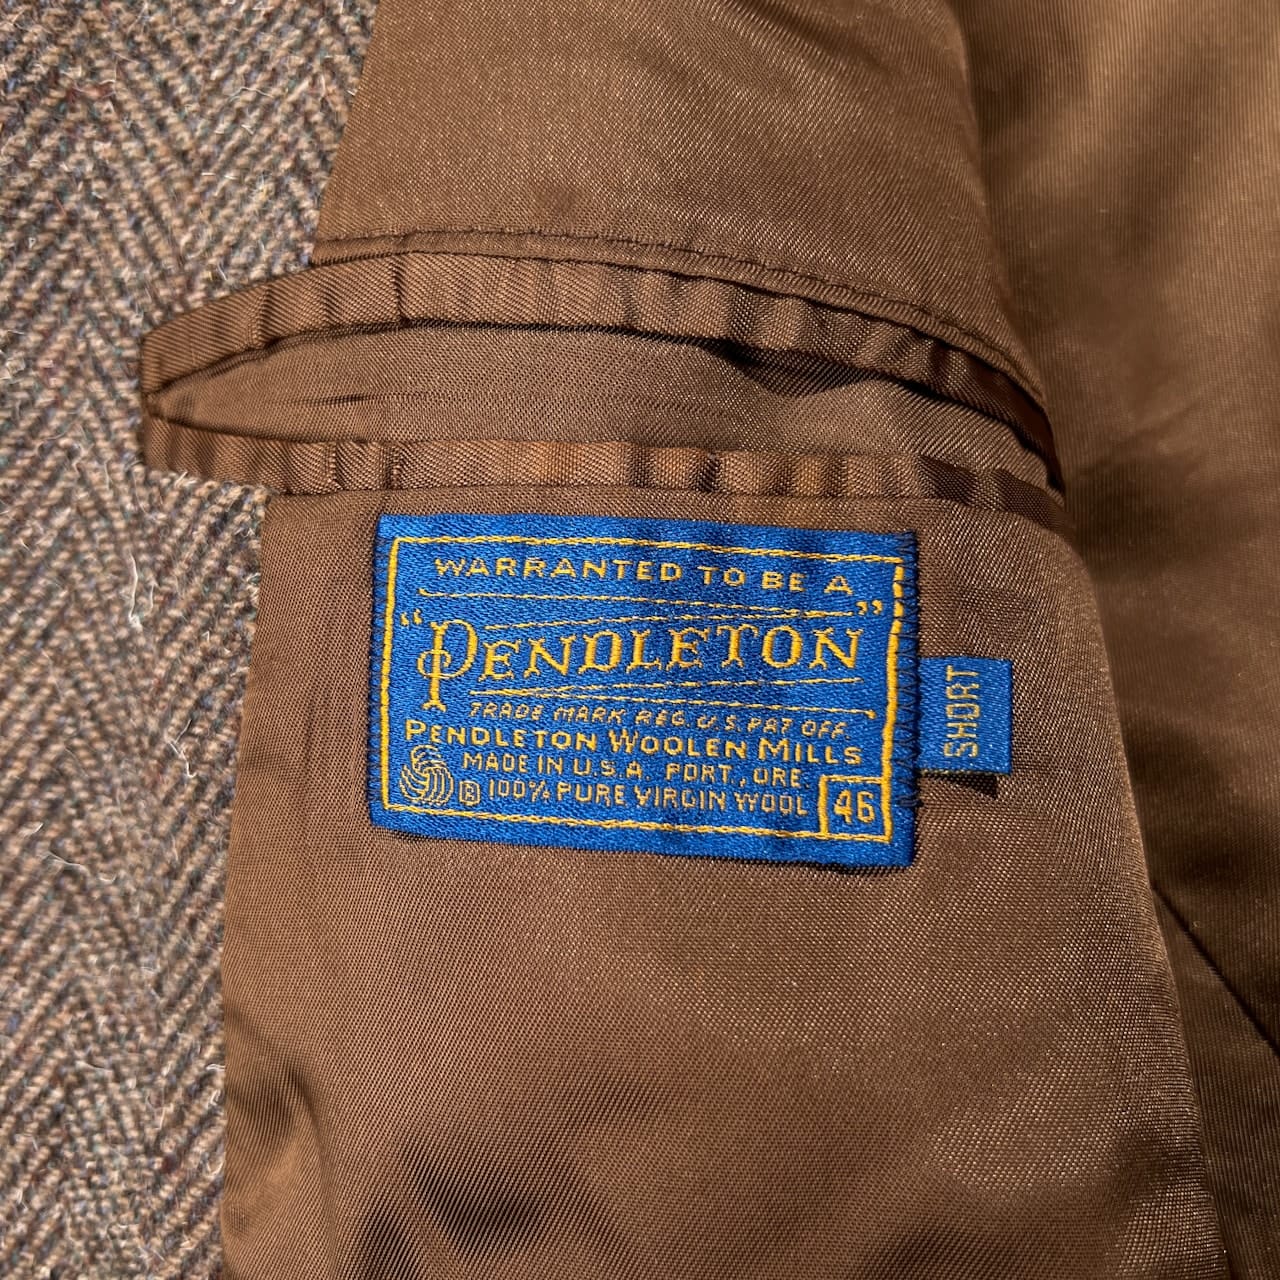 WARRANTED TO BE A
"PENDLETON"
TRADE MARK REG. U.S. PAT. OFF.
PENDLETON WOOLEN MILLS
MADE IN U.S.A. PORT., ORE.
R 100% PURE VIRGIN WOOL
46
SHORT